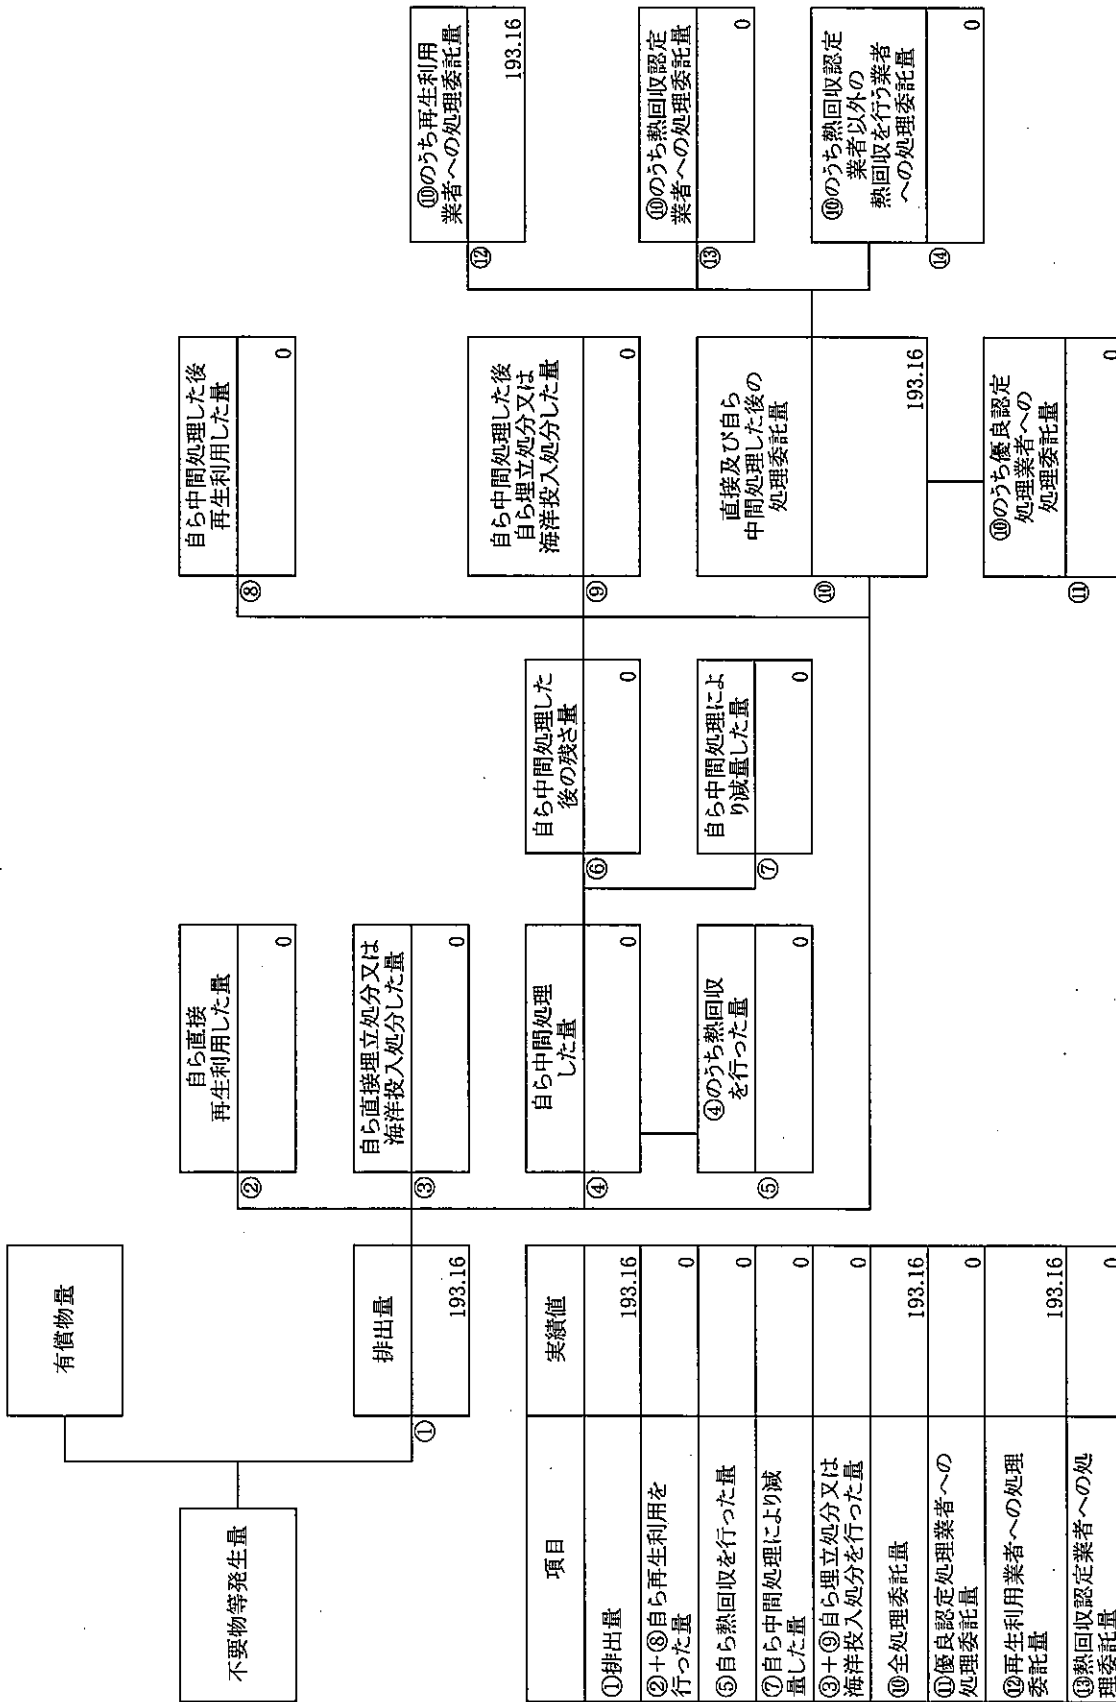 不要物等発生量
有償物量
①
排出量
193.16
②
自ら直接
再生利用した量
0
③
自ら直接埋立処分又は
海洋投入処分した量
0
④
自ら中間処理
した量
0
⑤
④のうち熱回収
を行った量
0
⑥
自ら中間処理した
後の残さ量
0
⑦
自ら中間処理によ
り減量した量
0
⑧
自ら中間処理した後
再生利用した量
0
⑨
自ら中間処理した後
自ら埋立処分又は
海洋投入処分した量
0
⑩
直接及び自ら
中間処理した後の
処理委託量
193.16
⑪
⑩のうち優良認定
処理業者への
処理委託量
0
⑫
⑩のうち再生利用
業者への処理委託量
193.16
⑬
⑩のうち熱回収認定
業者への処理委託量
0
⑭
⑩のうち熱回収認定
業者以外の
熱回収を行う業者
への処理委託量
0
項目 実績値
①排出量 193.16
②+⑧自ら再生利用を
行った量 0
⑤自ら熱回収を行った量 0
⑦自ら中間処理により減
量した量 0
③+⑨自ら埋立処分又は
海洋投入処分を行った量 0
⑩全処理委託量 193.16
⑪優良認定処理業者への
処理委託量 0
⑫再生利用業者への処理
委託量 193.16
⑬熱回収認定業者への処
理委託量 0